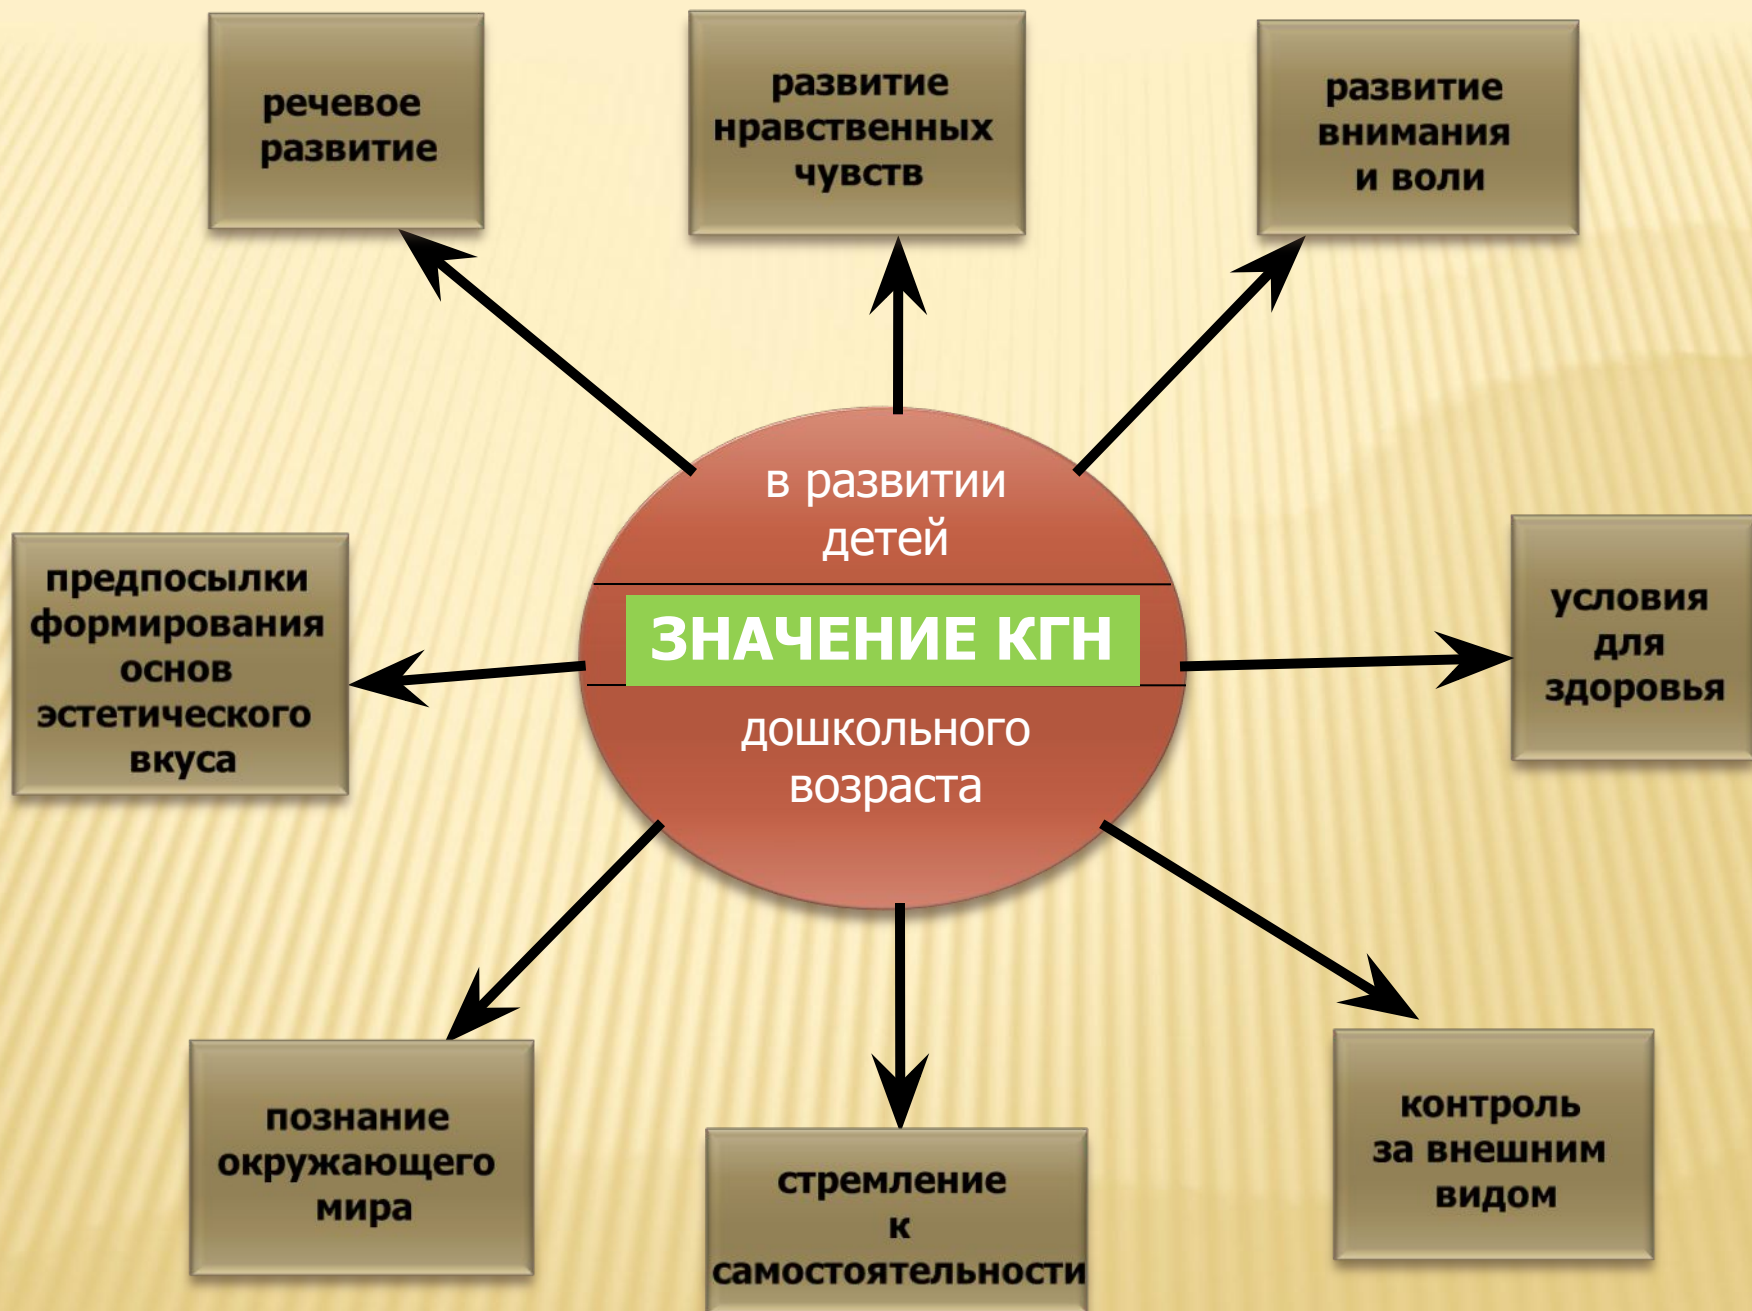 речевое
развитие
развитие
нравственных
чувств
развитие
внимания
и воли
в развитии
детей
ЗНАЧЕНИЕ КГН
дошкольного
возраста
предпосылки
формирования
основ
эстетического
вкуса
условия
для
здоровья
познание
окружающего
мира
стремление
к
самостоятельности
контроль
за внешним
видом